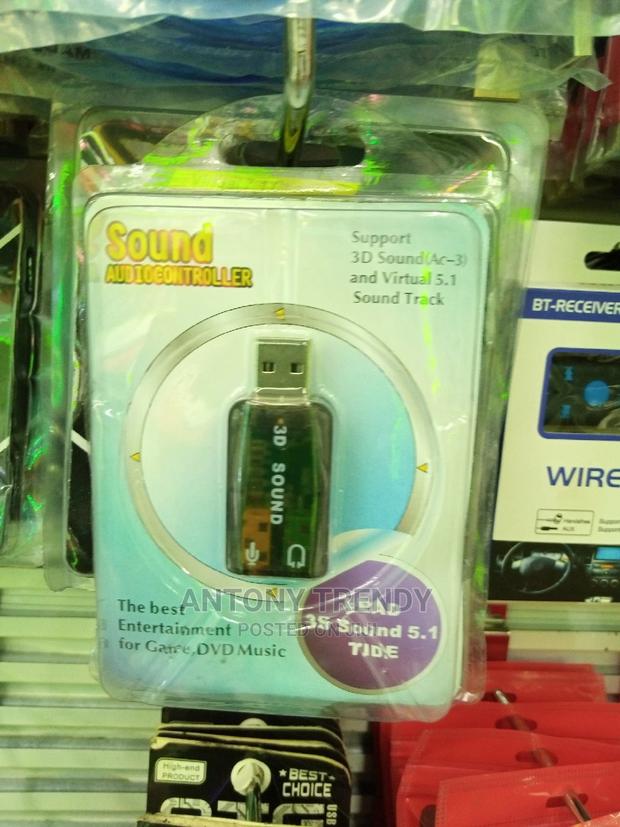 Sound
AUDIOCONTROLLER
Support
3D Sound(Ac-3)
and Virtual 5.1
Sound Track
3D SOUND
The best
Entertainment
for Game,DVD Music
3S Sound 5.1
TIDE
ANTONY TRENDY
POSTED ON
BT-RECEIVER
WIRE
Handsfree
AUX
High-end
PRODUCT
BEST
CHOICE
USB